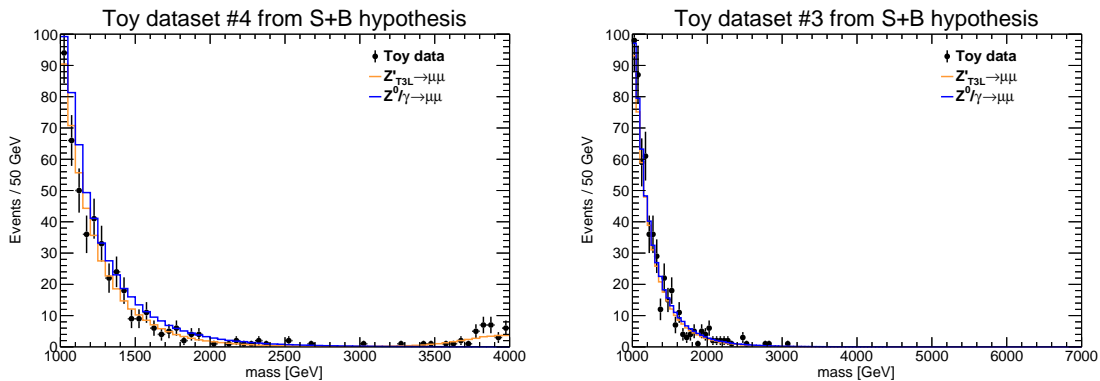 Toy dataset #4 from S+B hypothesis
Events / 50 GeV
100
90
80
70
60
50
40
30
20
10
0
Toy data
Z'T3L→μμ
Z0/γ→μμ
1000 1500 2000 2500 3000 3500 4000
mass [GeV]
Toy dataset #3 from S+B hypothesis
Events / 50 GeV
100
90
80
70
60
50
40
30
20
10
0
Toy data
Z'T3L→μμ
Z0/γ→μμ
1000 2000 3000 4000 5000 6000 7000
mass [GeV]